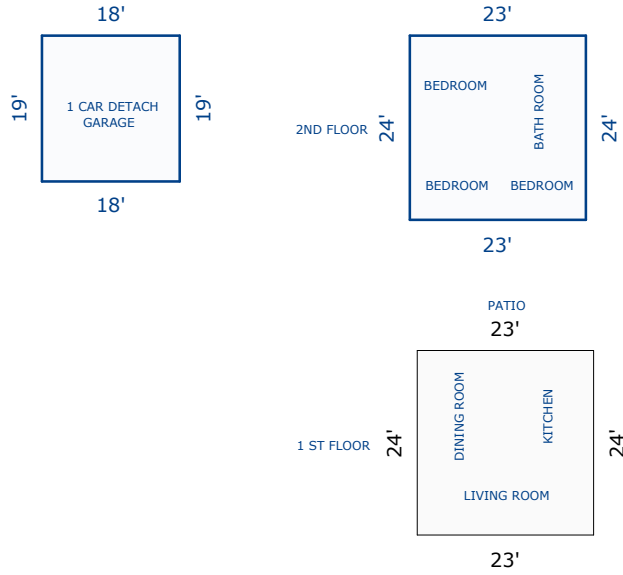 18'
19'
1 CAR DETACH
GARAGE
19'
18'
23'
2ND FLOOR
24'
BEDROOM
BATH ROOM
24'
BEDROOM
BEDROOM
23'
PATIO
23'
1 ST FLOOR
24'
DINING ROOM
KITCHEN
24'
LIVING ROOM
23'